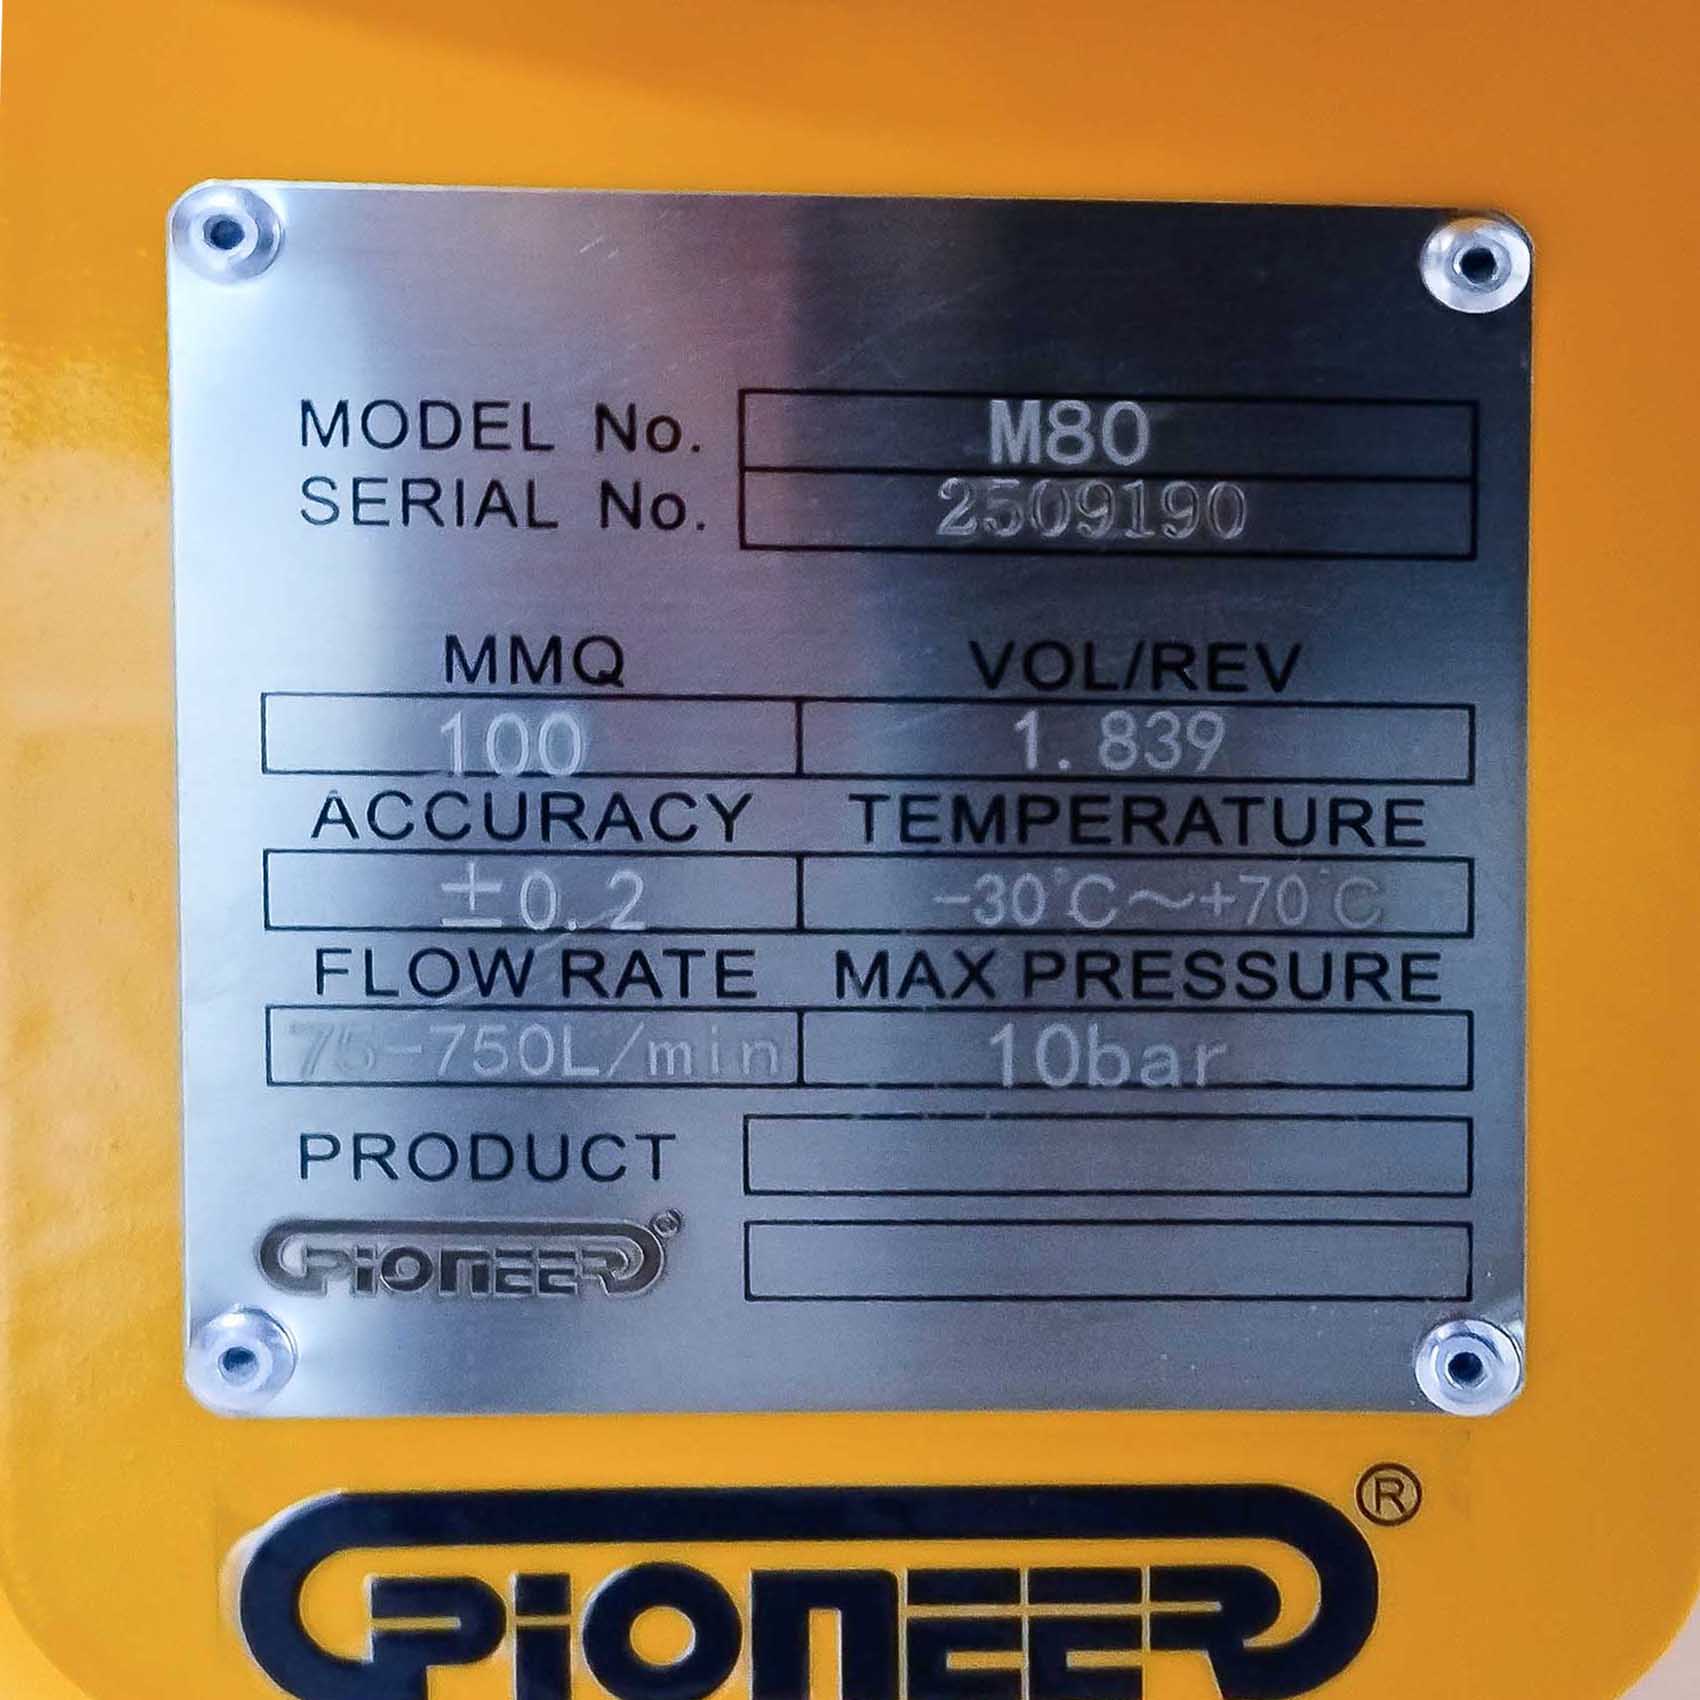 MODEL No. M80
SERIAL No. 2509190
MMQ VOL/REV
100 1.839
ACCURACY TEMPERATURE
±0.2 -30℃~+70℃
FLOW RATE MAX PRESSURE
75-750L/min 10bar
PRODUCT
PIONEER®
PIONEER®